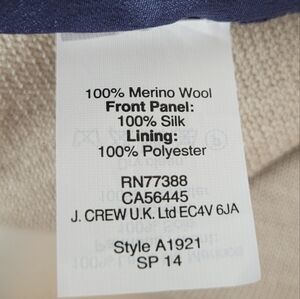 100% Merino Wool
Front Panel:
100% Silk
Lining:
100% Polyester
RN77388
CA56445
J. CREW U.K. Ltd EC4V 6JA
Style A1921
SP 14